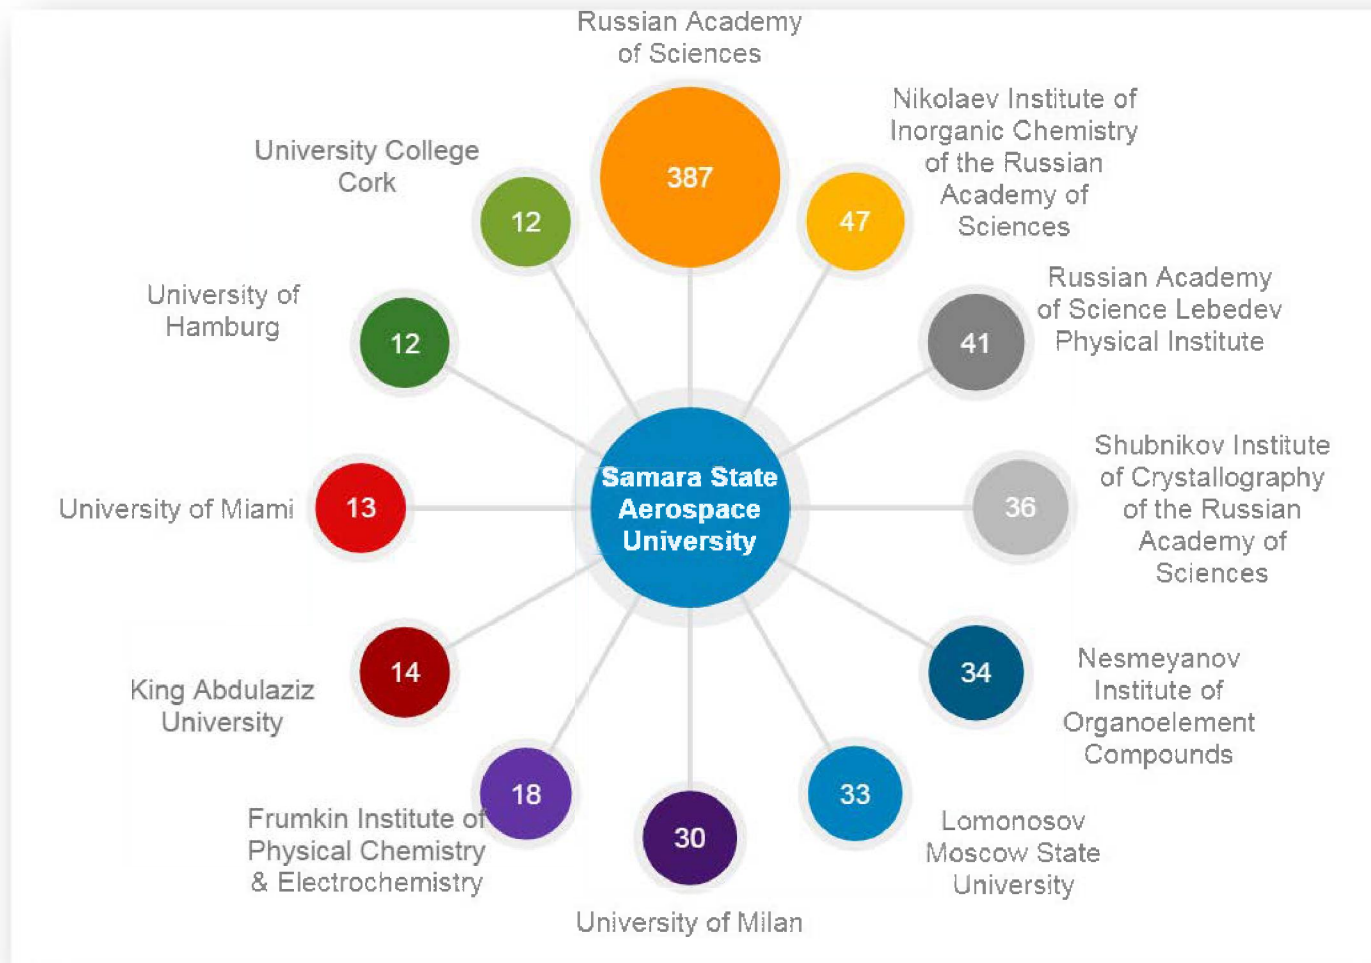 Russian Academy
of Sciences
387
Nikolaev Institute of
Inorganic Chemistry
of the Russian
Academy of
Sciences
47
Russian Academy
of Science Lebedev
Physical Institute
41
Shubnikov Institute
of Crystallography
of the Russian
Academy of
Sciences
36
Nesmeyanov
Institute of
Organoelement
Compounds
34
Lomonosov
Moscow State
University
33
University of Milan
30
Frumkin Institute of
Physical Chemistry
& Electrochemistry
18
King Abdulaziz
University
14
University of Miami
13
University of
Hamburg
12
University College
Cork
12
Samara State
Aerospace
University